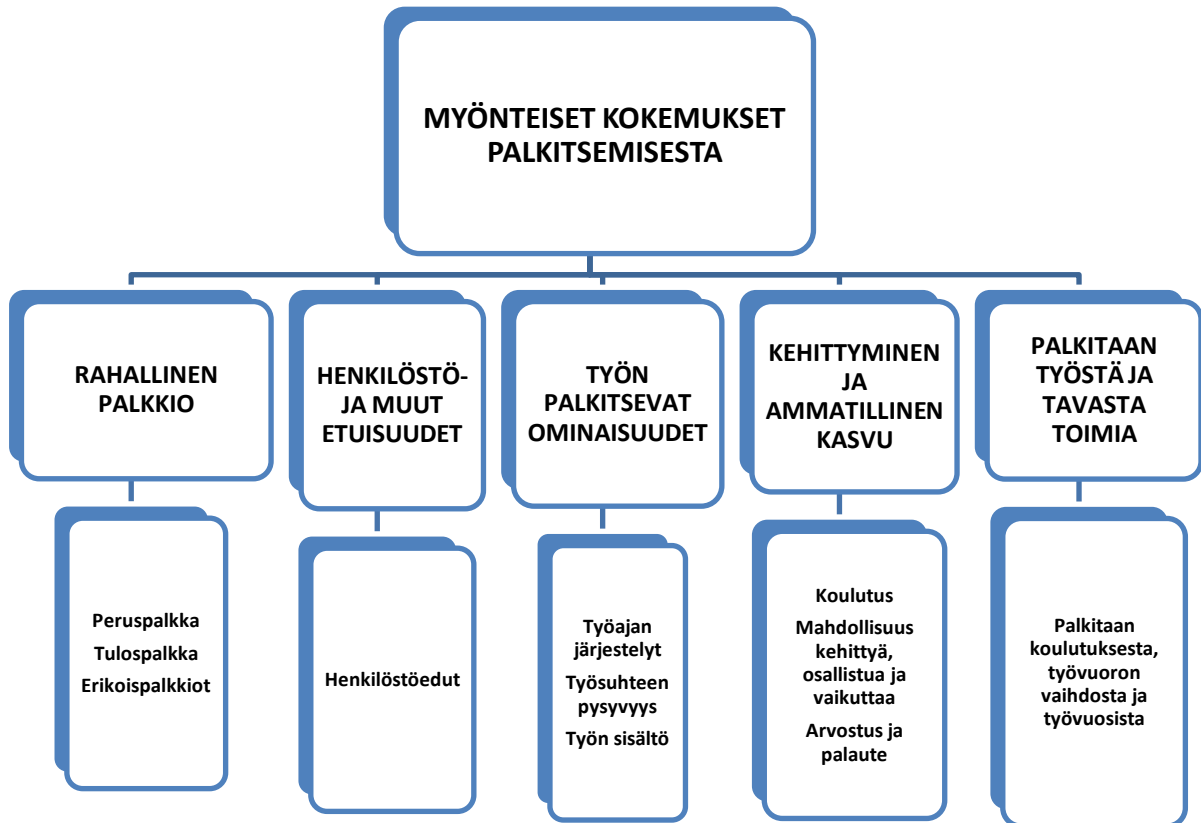 MYÖNTEISET KOKEMUKSET
PALKITSEMISESTA
RAHALLINEN
PALKKIO
HENKILÖSTÖ-
JA MUUT
ETUISUUDET
TYÖN
PALKITSEVAT
OMINAISUUDET
KEHITTYMINEN
JA
AMMATILLINEN
KASVU
PALKITAAN
TYÖSTÄ JA
TAVASTA
TOIMIA
Peruspalkka
Tulospalkka
Erikoispalkkiot
Henkilöstöedut
Työajan
järjestelyt
Työsuhteen
pysyvyys
Työn sisältö
Koulutus
Mahdollisuus
kehittyä,
osallistua ja
vaikuttaa
Arvostus ja
palaute
Palkitaan
koulutuksesta,
työvuoron
vaihdosta ja
työvuosista